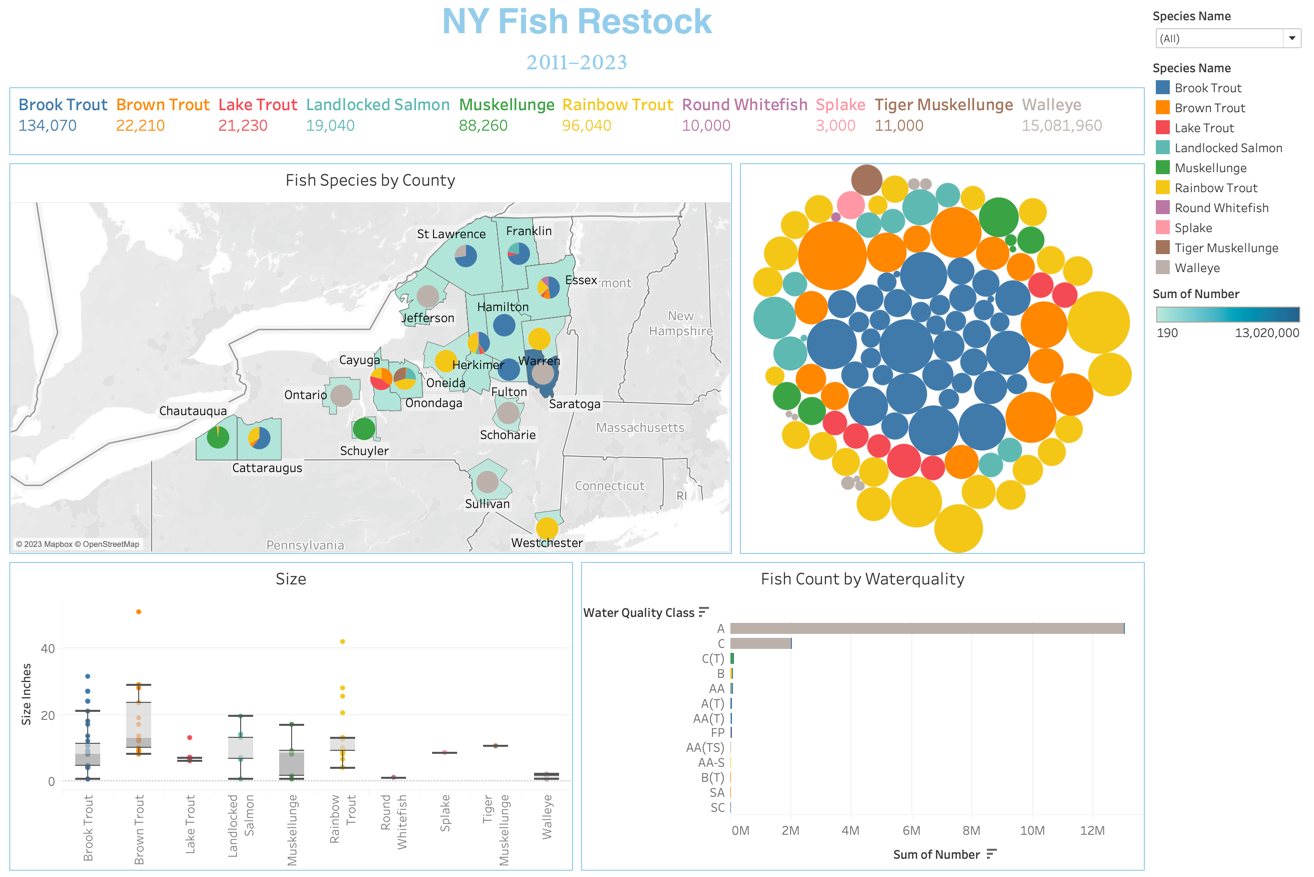 NY Fish Restock
2011–2023
Brook Trout Brown Trout Lake Trout Landlocked Salmon Muskellunge Rainbow Trout Round Whitefish Splake Tiger Muskellunge Walleye
134,070 22,210 21,230 19,040 88,260 96,040 10,000 3,000 11,000 15,081,960
Species Name
(All)
Species Name
Brook Trout
Brown Trout
Lake Trout
Landlocked Salmon
Muskellunge
Rainbow Trout
Round Whitefish
Splake
Tiger Muskellunge
Walleye
Sum of Number
190 13,020,000
Fish Species by County
St Lawrence
Franklin
Essex
mont
Jefferson
Hamilton
New
Hampshire
Cayuga
Herkimer
Warren
Oneida
Ontario
Onondaga
Fulton
Saratoga
Chautauqua
Schoharie
Massachusetts
Schuyler
Cattaraugus
Connecticut
RI
Sullivan
Westchester
Pennsylvania
© 2023 Mapbox © OpenStreetMap
Size
Size Inches
40
20
0
Brook Trout
Brown Trout
Lake Trout
Landlocked
Salmon
Muskellunge
Rainbow
Trout
Round
Whitefish
Splake
Tiger
Muskellunge
Walleye
Fish Count by Waterquality
Water Quality Class
A
C
C(T)
B
AA
A(T)
AA(T)
FP
AA(TS)
AA-S
B(T)
SA
SC
0M 2M 4M 6M 8M 10M 12M
Sum of Number